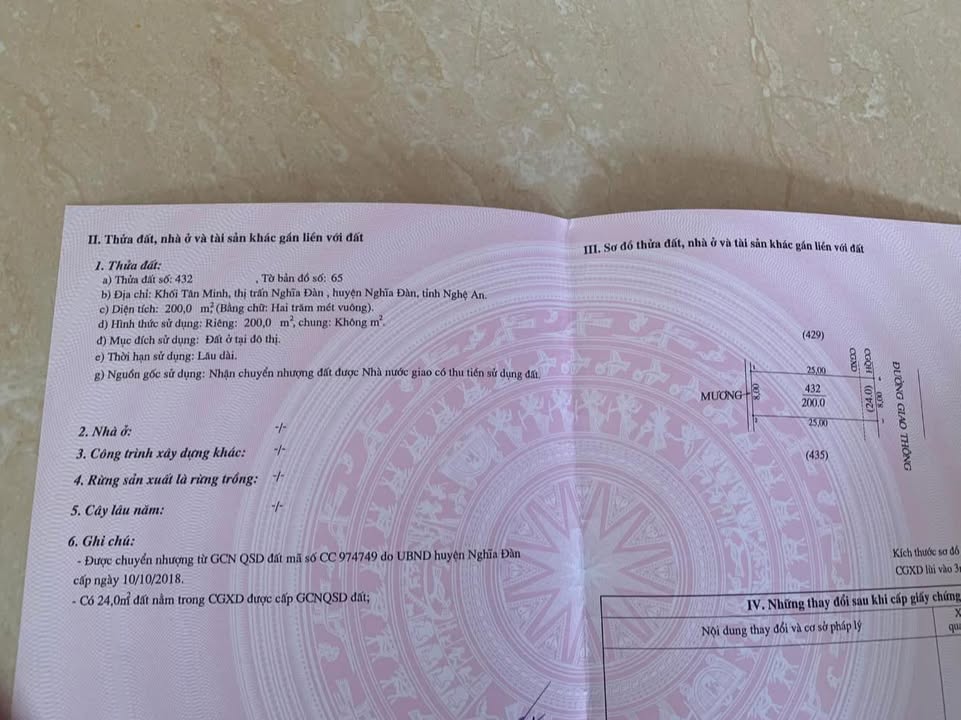 II. Thửa đất, nhà ở và tài sản khác gắn liền với đất
1. Thửa đất:
a) Thửa đất số: 432 , Tờ bản đồ số: 65
b) Địa chỉ: Khối Tân Minh, thị trấn Nghĩa Đàn , huyện Nghĩa Đàn, tỉnh Nghệ An.
c) Diện tích: 200,0 m², (Bằng chữ: Hai trăm mét vuông).
d) Hình thức sử dụng: Riêng: 200,0 m², chung: Không m².
đ) Mục đích sử dụng: Đất ở tại đô thị.
e) Thời hạn sử dụng: Lâu dài.
g) Nguồn gốc sử dụng: Nhận chuyển nhượng đất được Nhà nước giao có thu tiền sử dụng đất.
2. Nhà ở: -/-
3. Công trình xây dựng khác: -/-
4. Rừng sản xuất là rừng trồng: -/-
5. Cây lâu năm: -/-
6. Ghi chú:
- Được chuyển nhượng từ GCN QSD đất mã số CC 974749 do UBND huyện Nghĩa Đàn
cấp ngày 10/10/2018.
- Có 24,0m² đất nằm trong CGXD được cấp GCNQSD đất;
III. Sơ đồ thửa đất, nhà ở và tài sản khác gắn liền với đất
(429)
25,00
MƯƠNG
8,00
432
200.0
CGXD
(24.0)
8,00
ĐƯỜNG GIAO THÔNG
25,00
(435)
Kích thước sơ đồ
CGXD lùi vào 3
IV. Những thay đổi sau khi cấp giấy chứng
Nội dung thay đổi và cơ sở pháp lý
X
qu